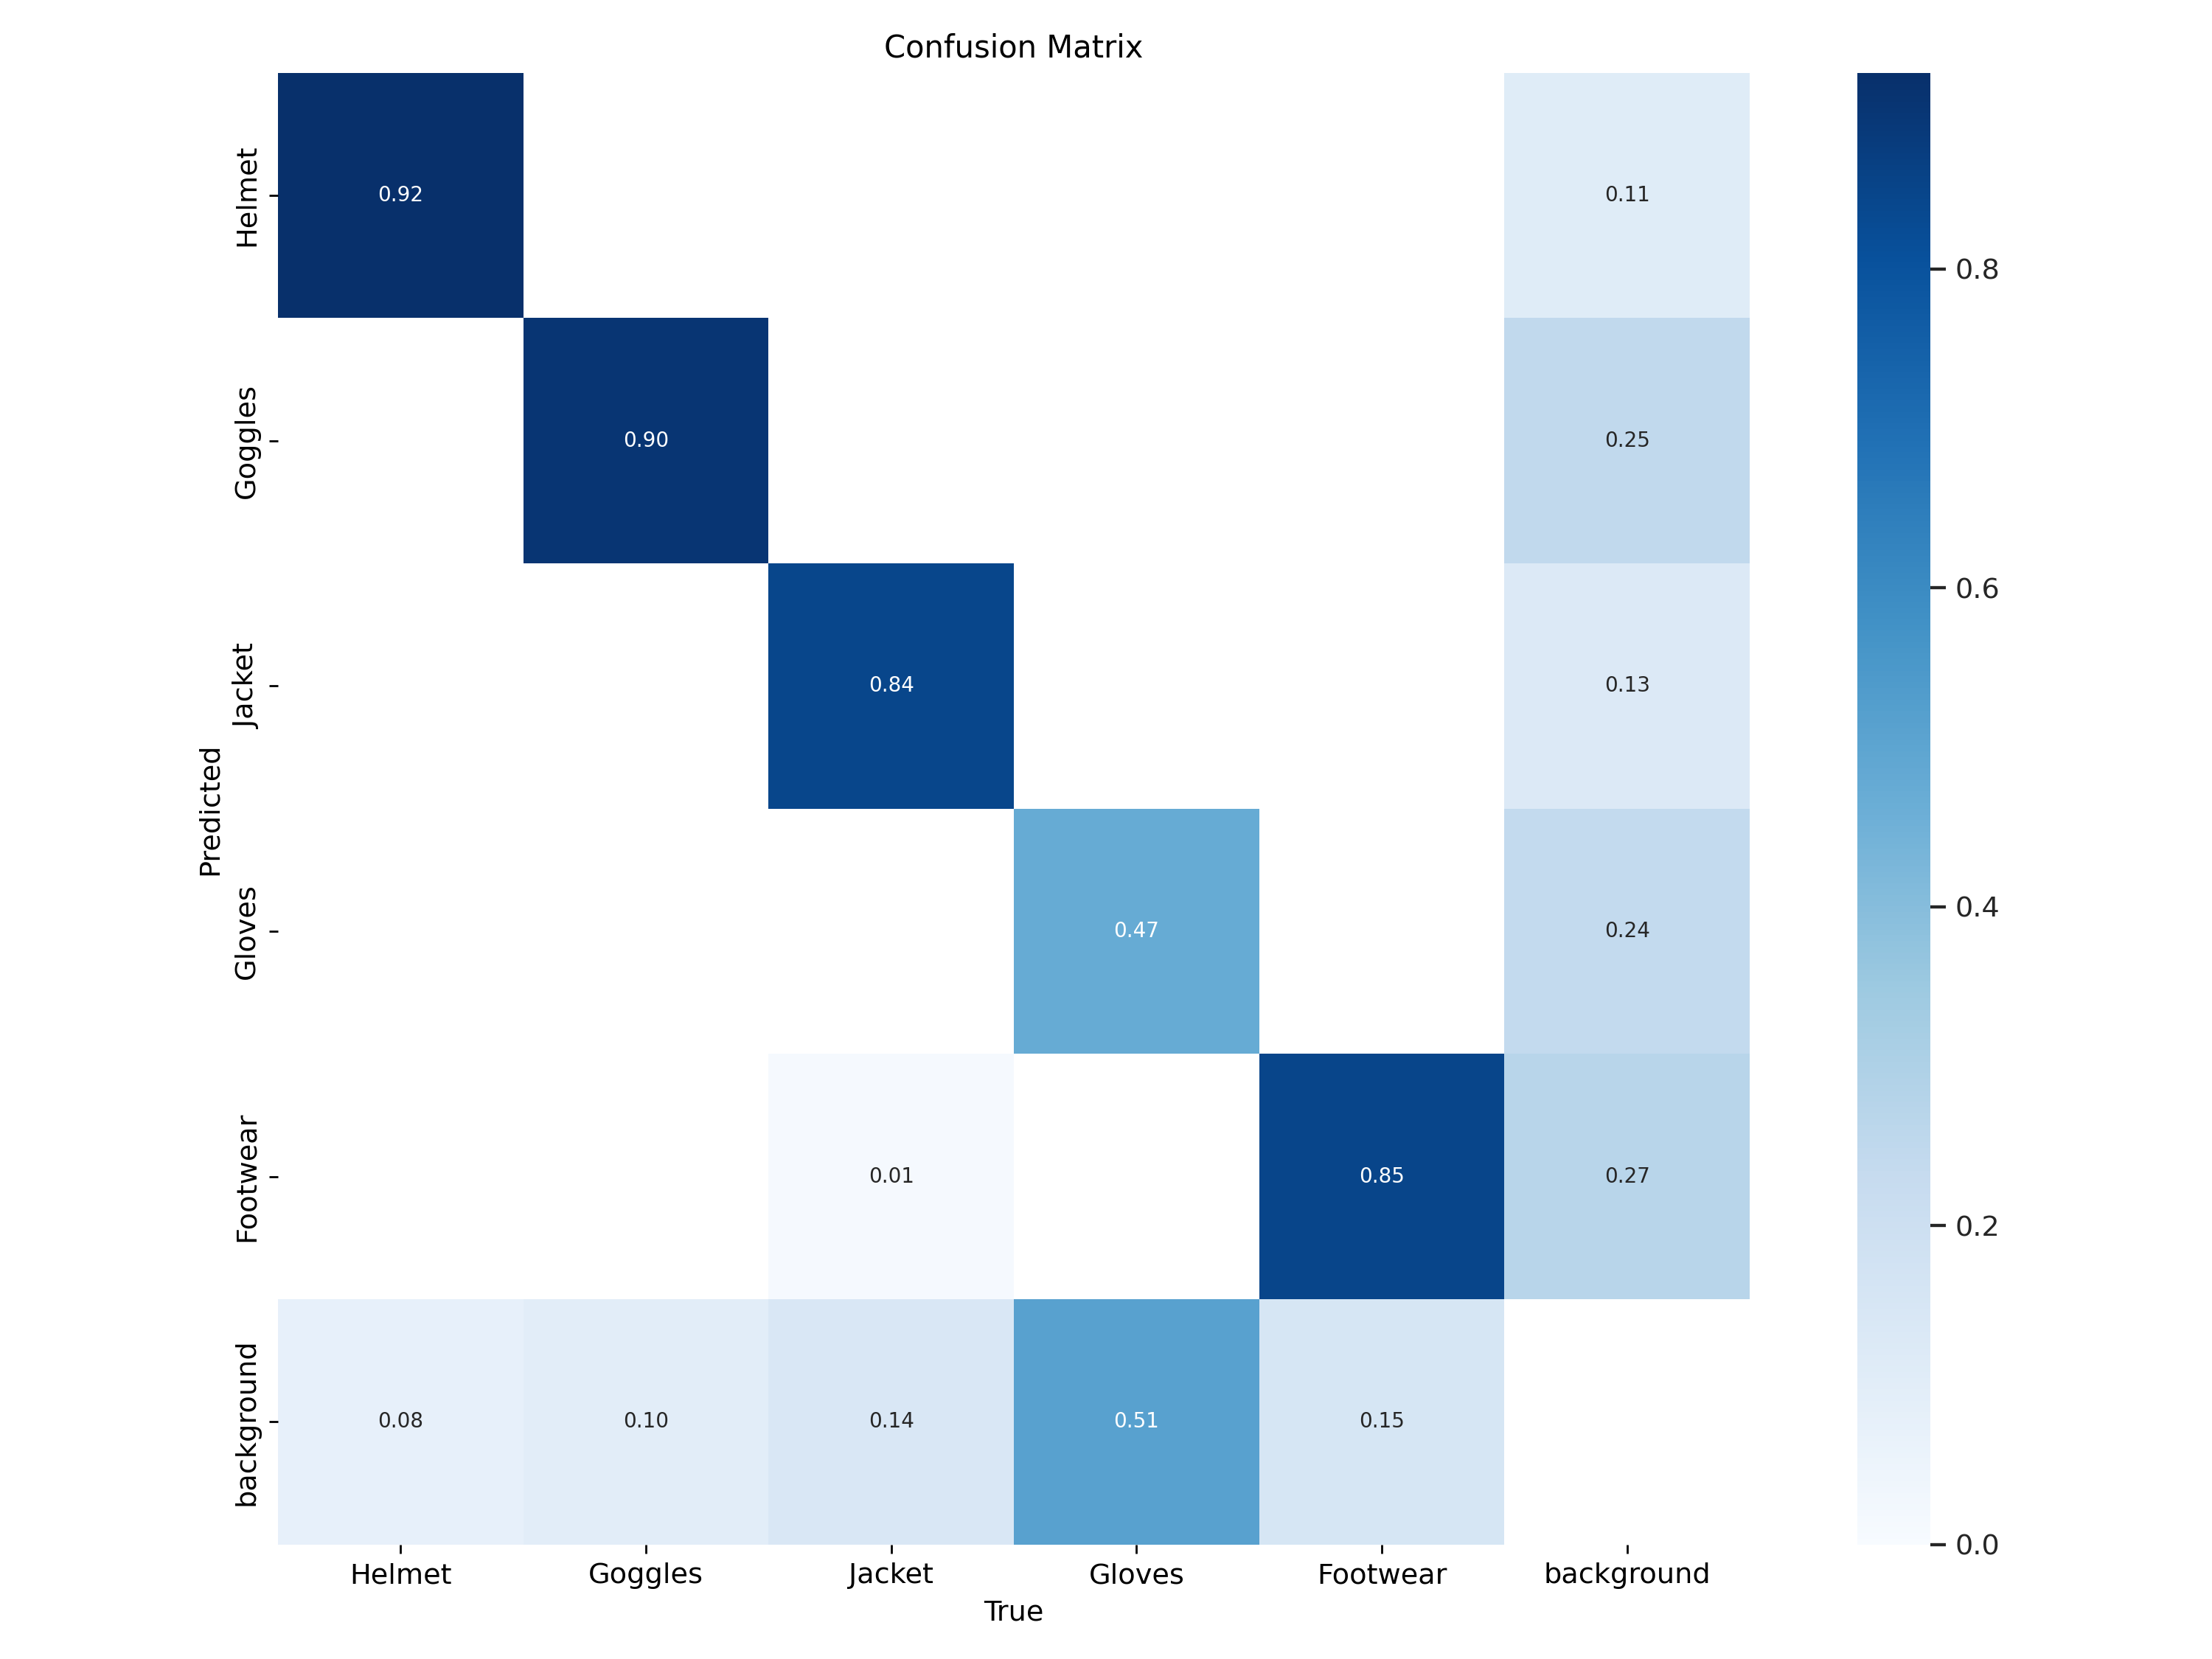 Confusion Matrix
Helmet
0.92
0.11
0.8
Goggles
0.90
0.25
0.6
Jacket
0.84
0.13
Predicted
Gloves
0.47
0.24
0.4
Footwear
0.01
0.85
0.27
0.2
background
0.08
0.10
0.14
0.51
0.15
0.0
Helmet Goggles Jacket Gloves Footwear background
True